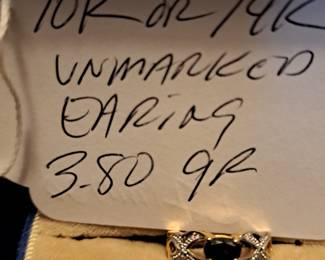 10K OR 14K
UNMARKED
EARING
3.80 GR